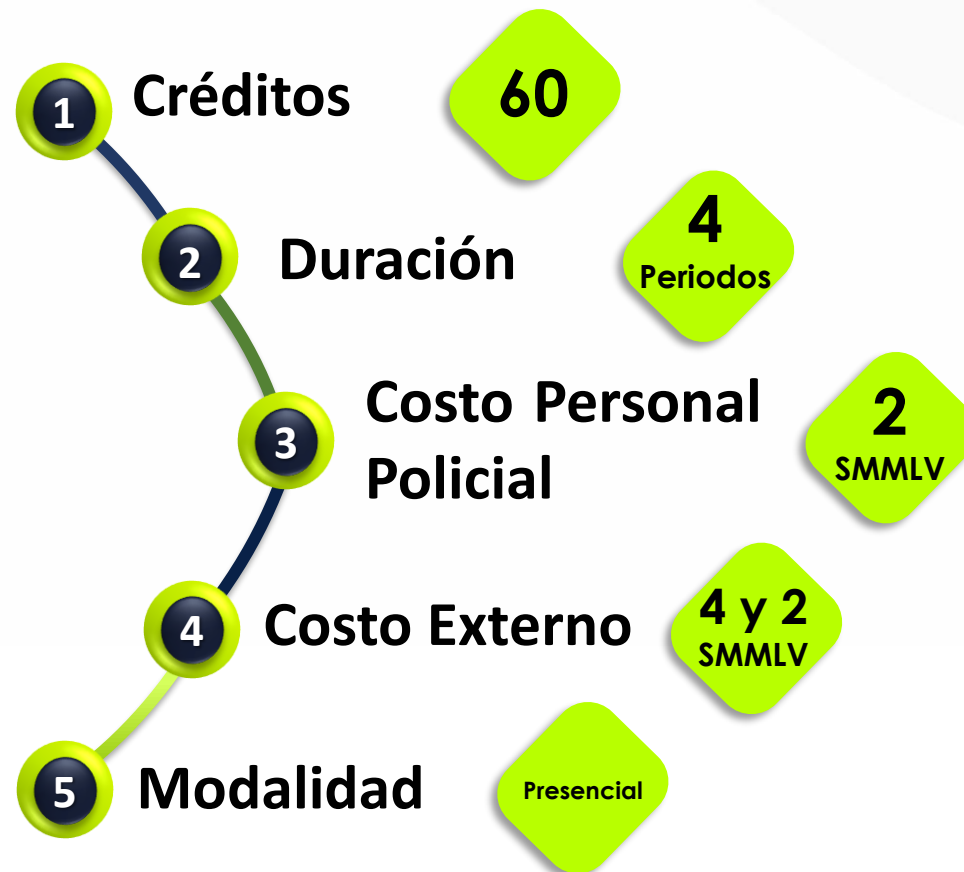 1
Créditos
60
2
Duración
4
Periodos
3
Costo Personal
Policial
2
SMMLV
4
Costo Externo
4 y 2
SMMLV
5
Modalidad
Presencial